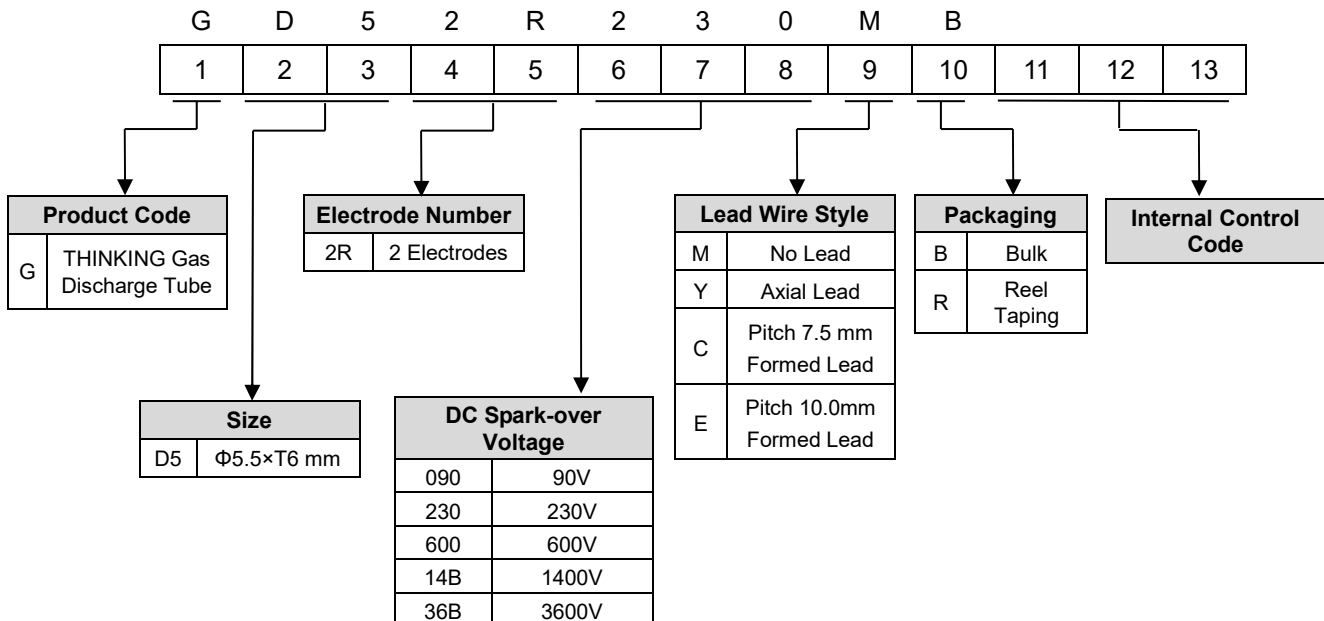 G D 5 2 R 2 3 0 M B
1 2 3 4 5 6 7 8 9 10 11 12 13
Product Code
G THINKING Gas
Discharge Tube
Electrode Number
2R 2 Electrodes
Lead Wire Style
M No Lead
Y Axial Lead
C Pitch 7.5 mm
Formed Lead
E Pitch 10.0mm
Formed Lead
Packaging
B Bulk
R Reel
Taping
Internal Control
Code
Size
D5 Φ5.5×T6 mm
DC Spark-over
Voltage
090 90V
230 230V
600 600V
14B 1400V
36B 3600V